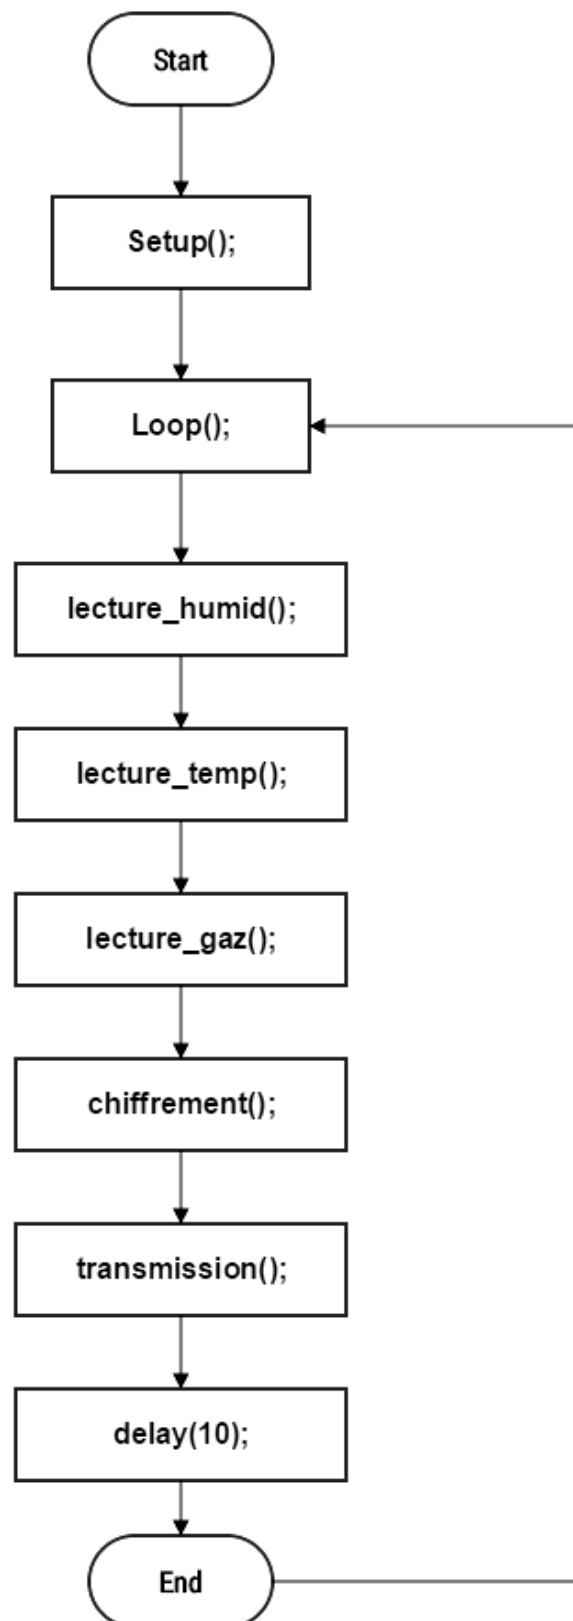 Start
Setup();
Loop();
lecture_humid();
lecture_temp();
lecture_gaz();
chiffrement();
transmission();
delay(10);
End